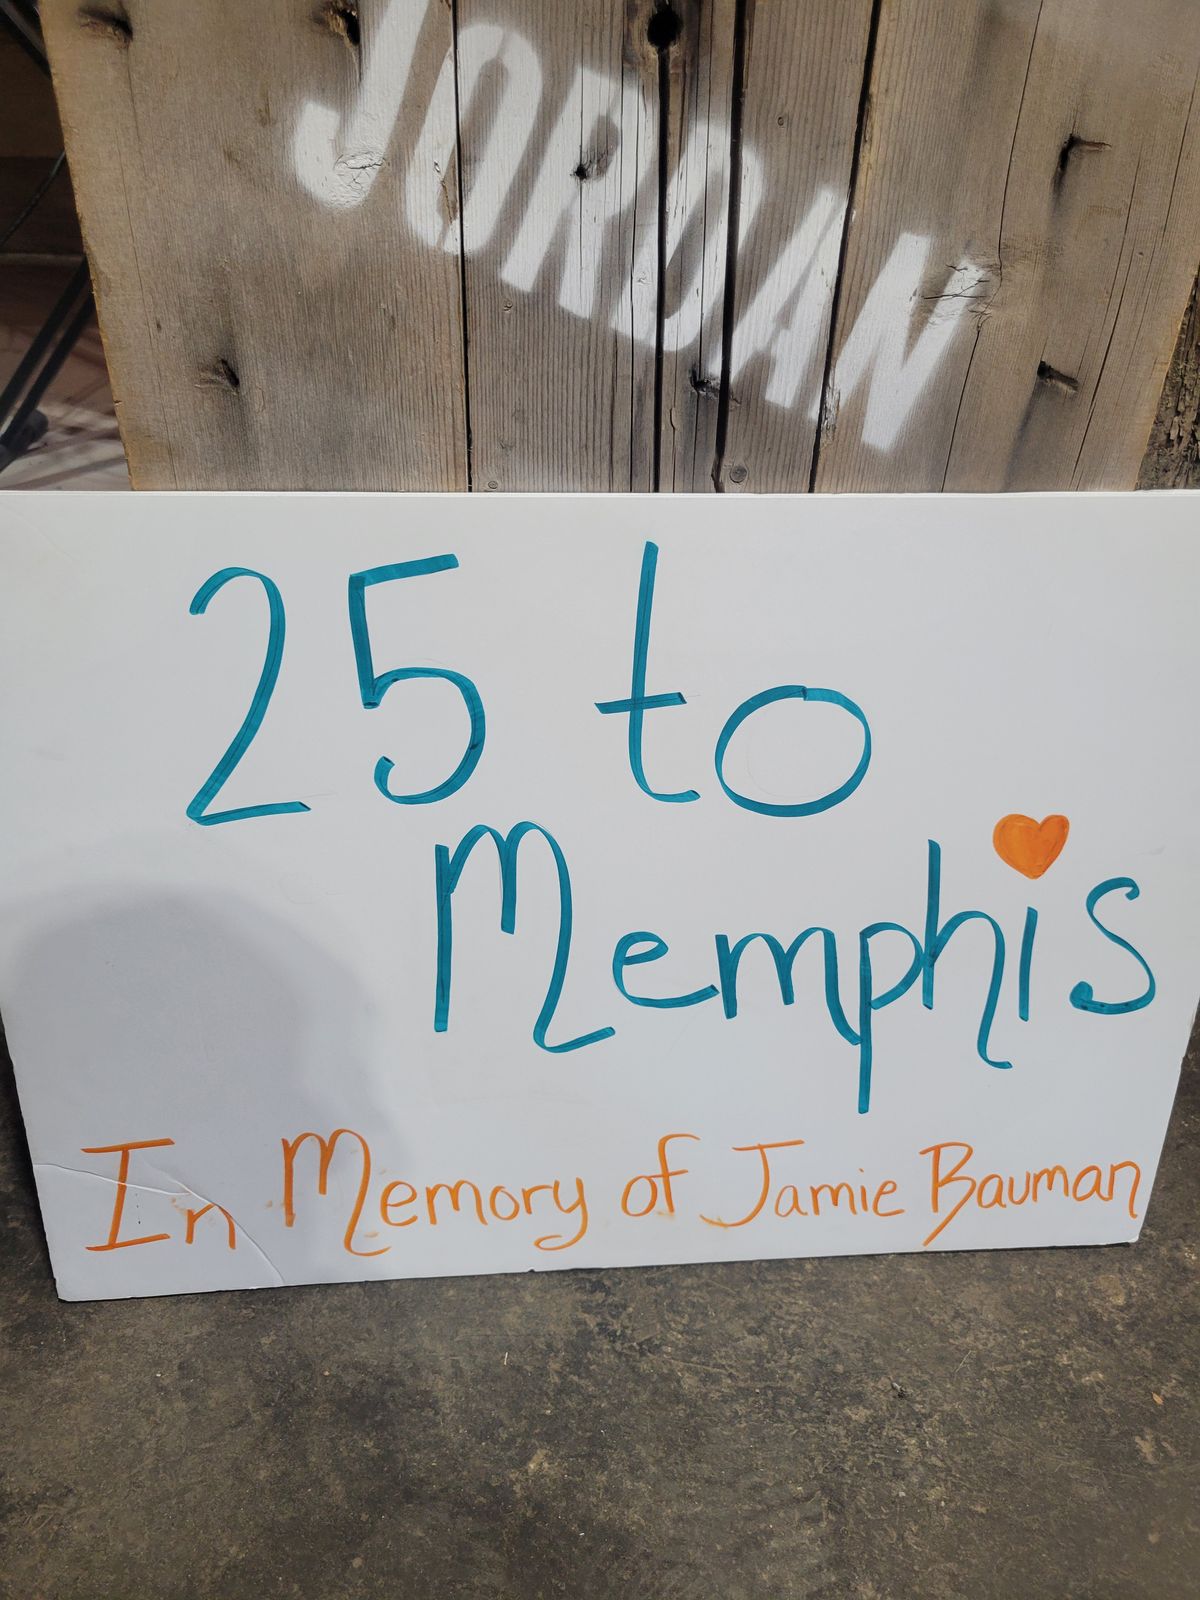 JORDAN
25 to
Memphis
In Memory of Jamie Bauman